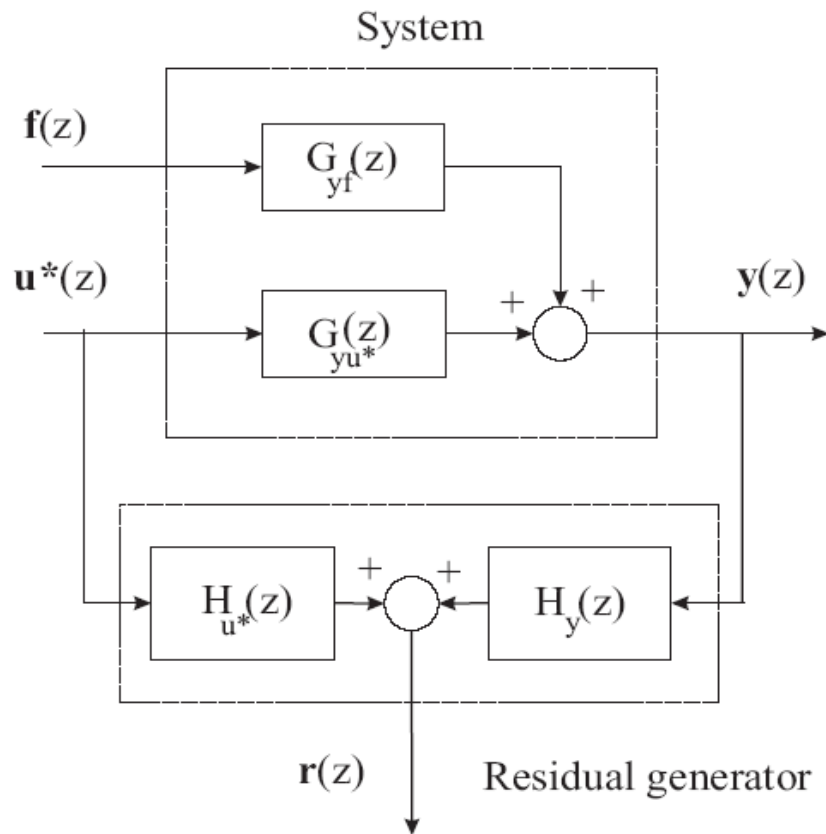 System
f(z)
G_yf(z)
u*(z)
+
+
y(z)
G_yu*(z)
+
+
H_u*(z)
H_y(z)
r(z)
Residual generator